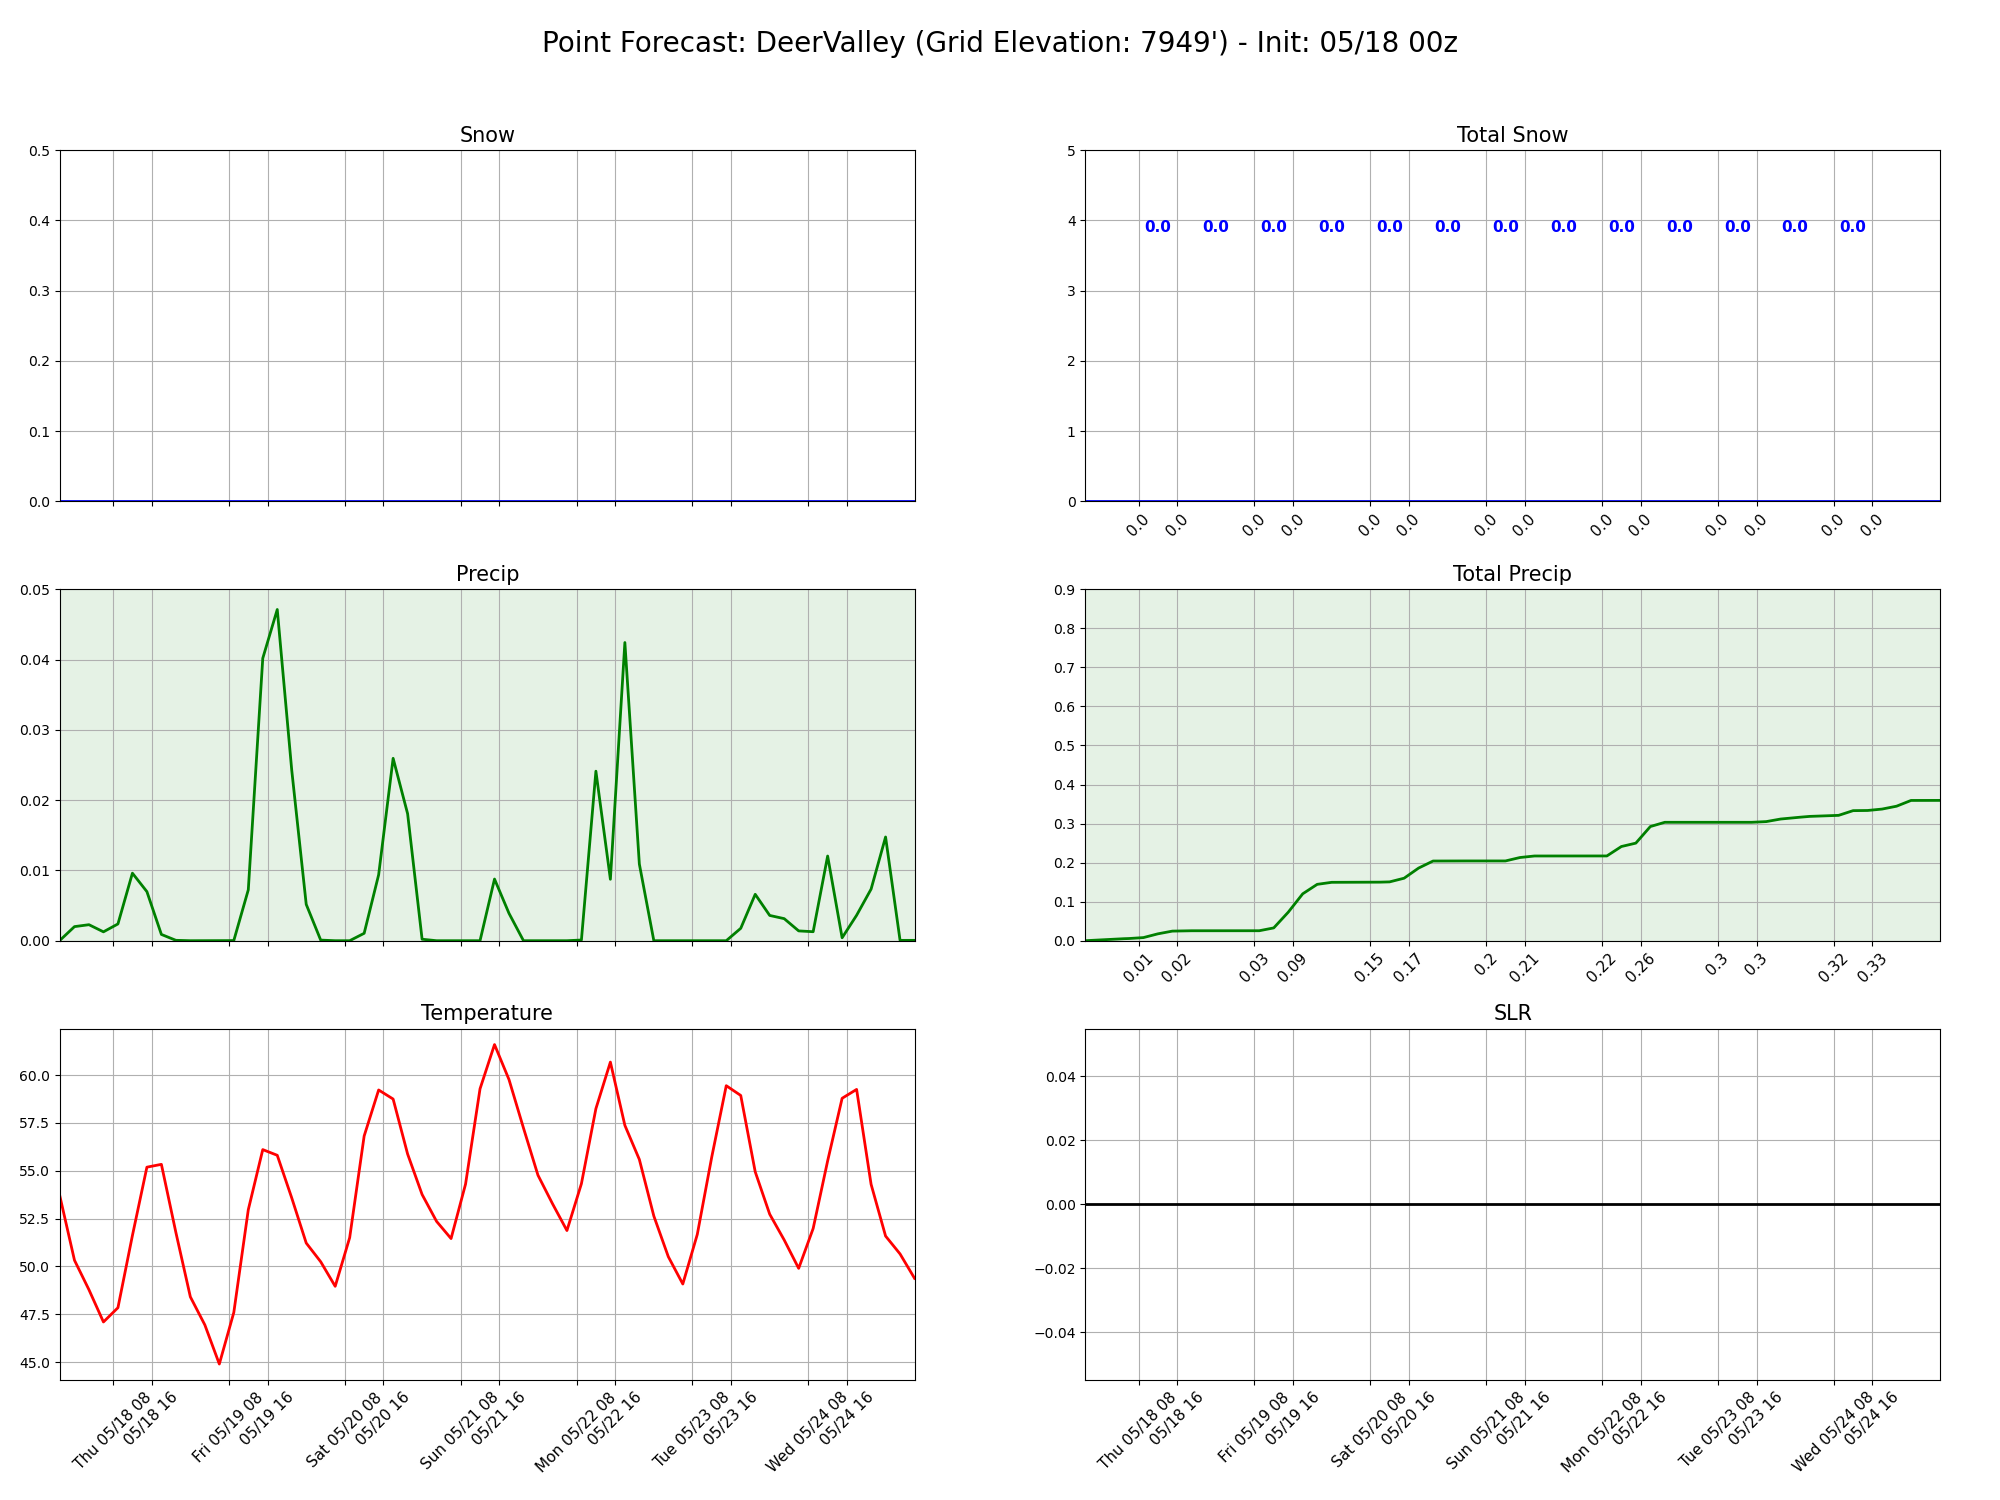 Point Forecast: DeerValley (Grid Elevation: 7949') - Init: 05/18 00z
Snow
0.5
0.4
0.3
0.2
0.1
0.0
Total Snow
5
4
3
2
1
0
0.0 0.0 0.0 0.0 0.0 0.0 0.0 0.0 0.0 0.0 0.0 0.0 0.0
0.0 0.0 0.0 0.0 0.0 0.0 0.0 0.0 0.0 0.0 0.0 0.0 0.0 0.0
Precip
0.05
0.04
0.03
0.02
0.01
0.00
Total Precip
0.9
0.8
0.7
0.6
0.5
0.4
0.3
0.2
0.1
0.0
0.01 0.02 0.03 0.09 0.15 0.17 0.2 0.21 0.22 0.26 0.3 0.3 0.32 0.33
Temperature
60.0
57.5
55.0
52.5
50.0
47.5
45.0
Thu 05/18 08
05/18 16
Fri 05/19 08
05/19 16
Sat 05/20 08
05/20 16
Sun 05/21 08
05/21 16
Mon 05/22 08
05/22 16
Tue 05/23 08
05/23 16
Wed 05/24 08
05/24 16
SLR
0.04
0.02
0.00
−0.02
−0.04
Thu 05/18 08
05/18 16
Fri 05/19 08
05/19 16
Sat 05/20 08
05/20 16
Sun 05/21 08
05/21 16
Mon 05/22 08
05/22 16
Tue 05/23 08
05/23 16
Wed 05/24 08
05/24 16